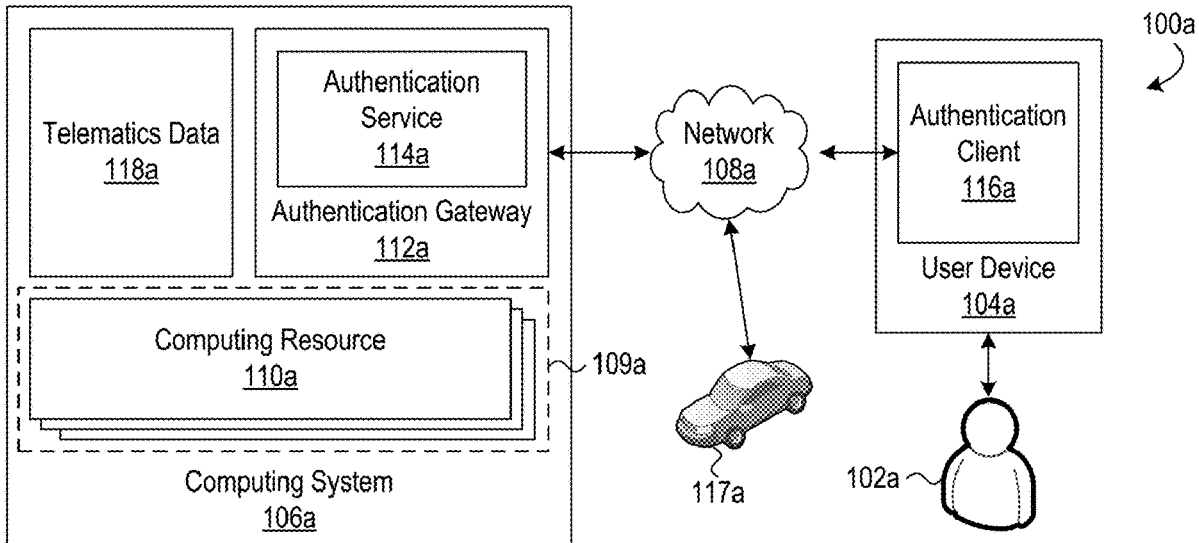 100a
Telematics Data
118a
Authentication
Service
114a
Authentication Gateway
112a
Network
108a
Authentication
Client
116a
User Device
104a
Computing Resource
110a
109a
117a
102a
Computing System
106a